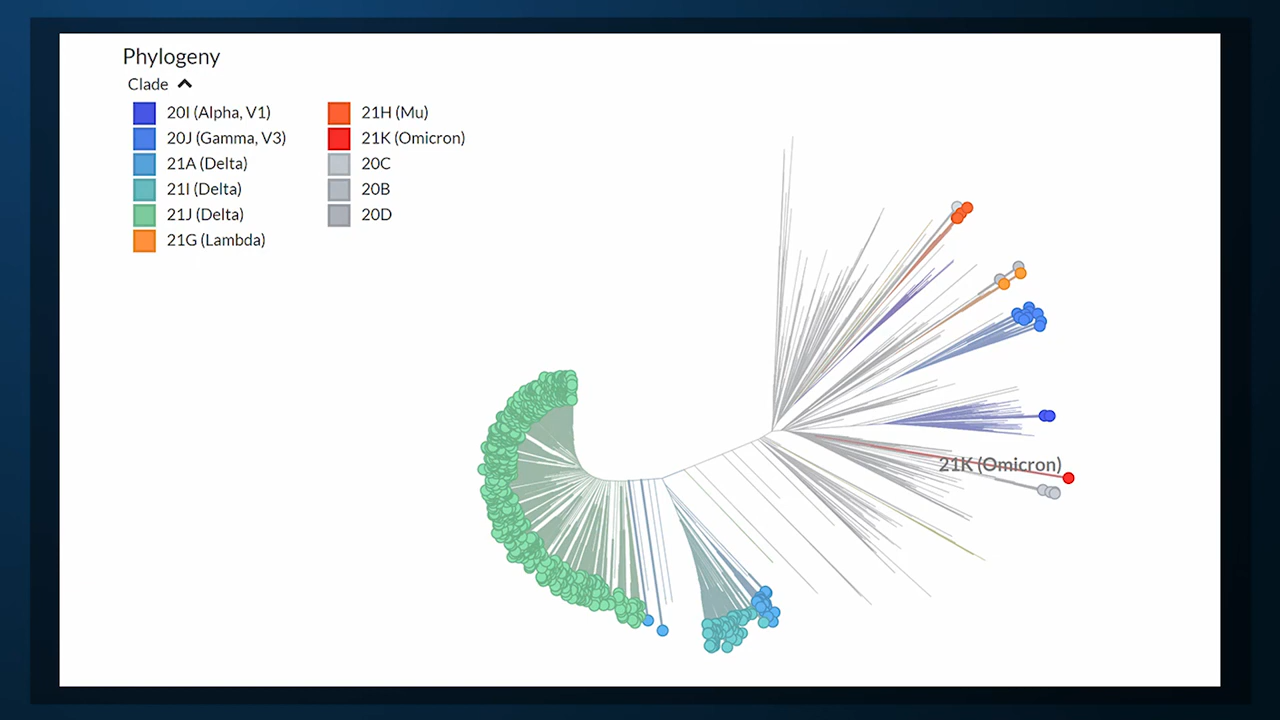 Phylogeny
Clade
20I (Alpha, V1)
20J (Gamma, V3)
21A (Delta)
21I (Delta)
21J (Delta)
21G (Lambda)
21H (Mu)
21K (Omicron)
20C
20B
20D
21K (Omicron)